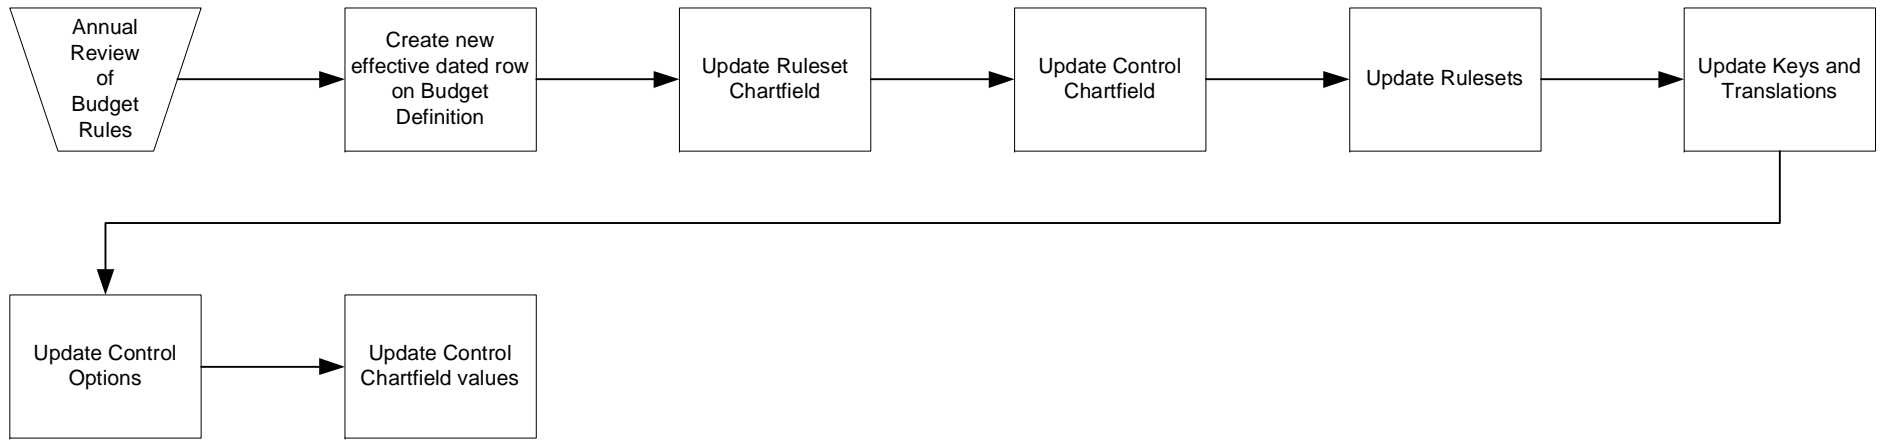 Annual
Review
of
Budget
Rules
Create new
effective dated row
on Budget
Definition
Update Ruleset
Chartfield
Update Control
Chartfield
Update Rulesets
Update Keys and
Translations
Update Control
Options
Update Control
Chartfield values